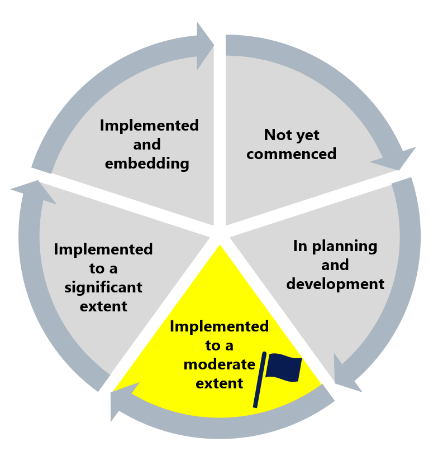 Not yet
commenced
In planning
and
development
Implemented
to a
moderate
extent
Implemented
to a
significant
extent
Implemented
and
embedding